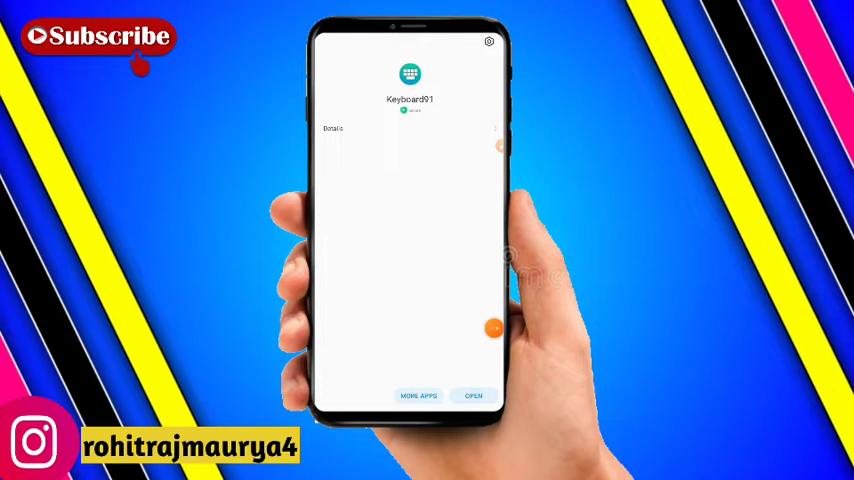 Subscribe
Keyboard91
Details
MORE APPS
OPEN
rohitrajmaurya4